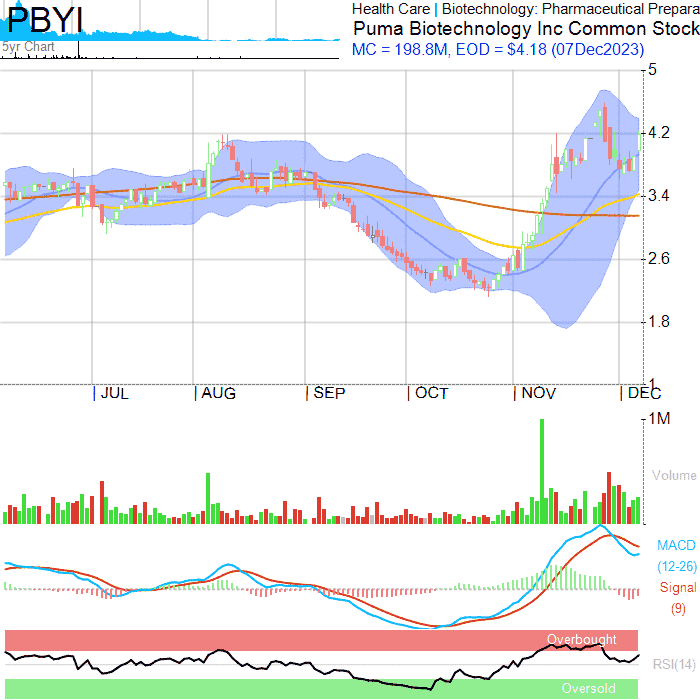 PBYI
5yr Chart
Health Care | Biotechnology: Pharmaceutical Prepara
Puma Biotechnology Inc Common Stock
MC = 198.8M, EOD = $4.18 (07Dec2023)
5
4.2
3.4
2.6
1.8
1
JUL AUG SEP OCT NOV DEC
1M
Volume
MACD
(12-26)
Signal
(9)
Overbought
RSI(14)
Oversold